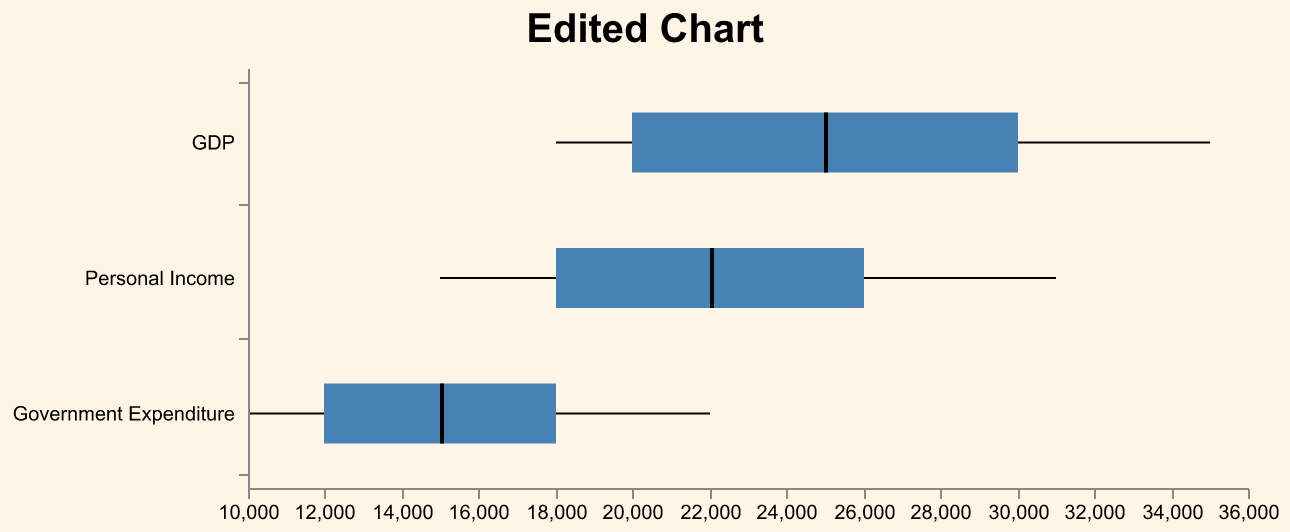 Edited Chart
GDP
Personal Income
Government Expenditure
10,000 12,000 14,000 16,000 18,000 20,000 22,000 24,000 26,000 28,000 30,000 32,000 34,000 36,000